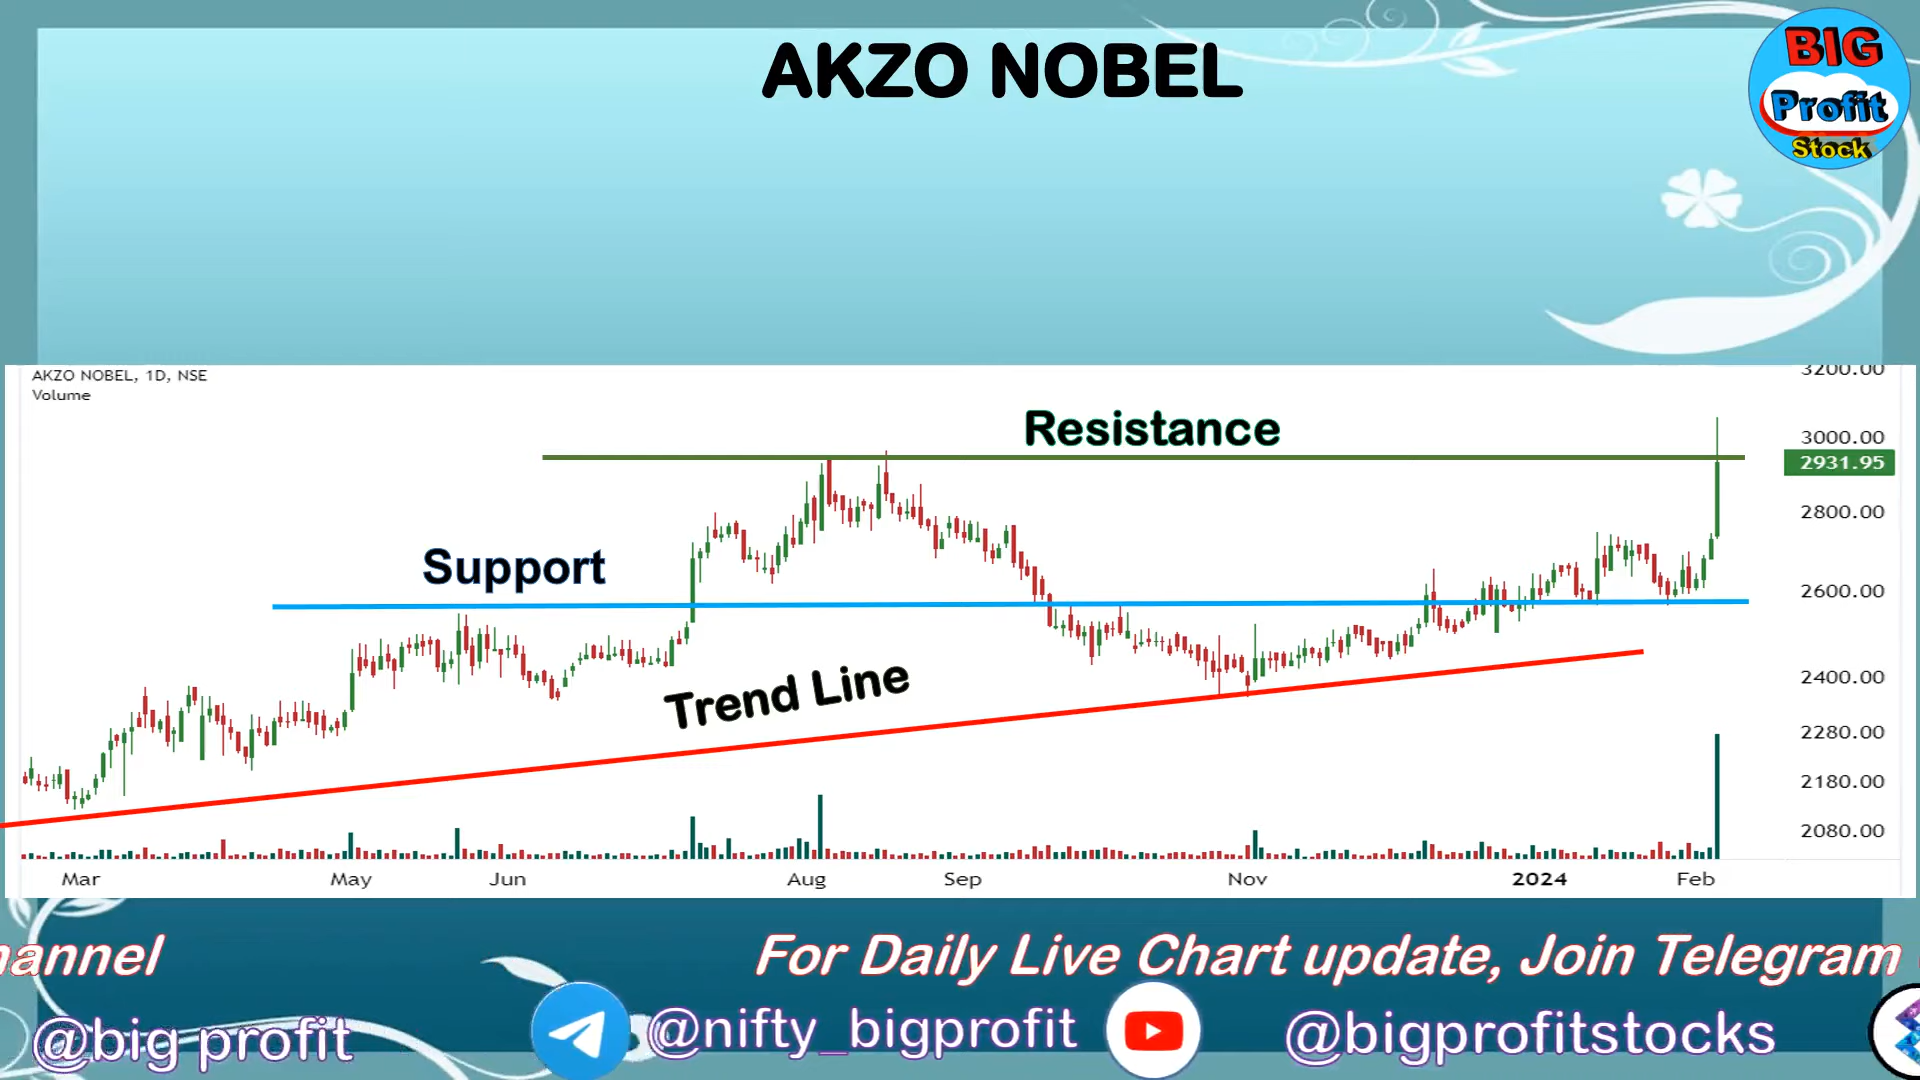 AKZO NOBEL
BIG
Profit
Stock
AKZO NOBEL, 1D, NSE
Volume
3200.00
Resistance
3000.00
2931.95
2800.00
Support
2600.00
Trend Line
2400.00
2280.00
2180.00
2080.00
Mar May Jun Aug Sep Nov 2024 Feb
hannel For Daily Live Chart update, Join Telegram
@big profit @nifty_bigprofit @bigprofitstocks